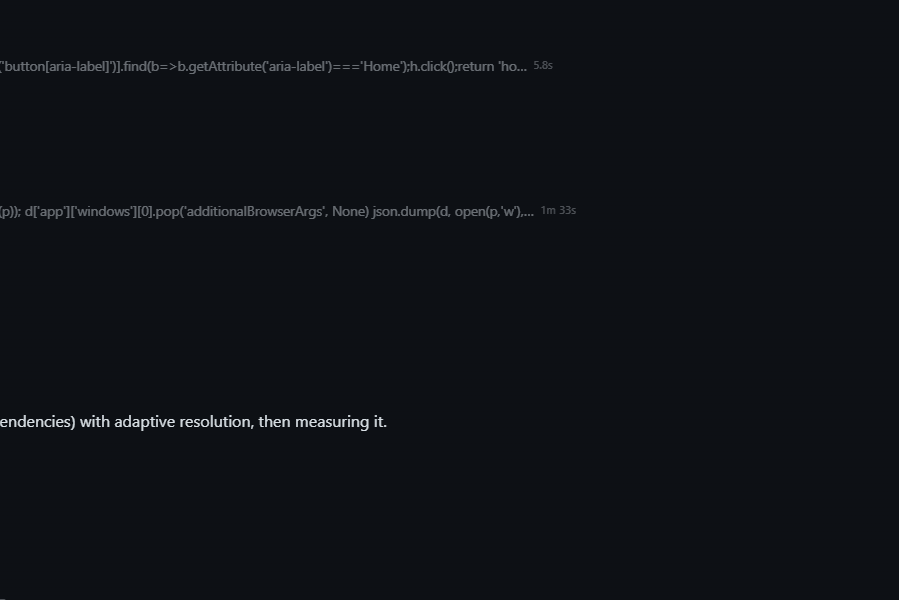 'button[aria-label]')].find(b=>b.getAttribute('aria-label')==='Home');h.click();return 'ho... 5.8s
(p)); d['app']['windows'][0].pop('additionalBrowserArgs', None) json.dump(d, open(p,'w'),... 1m 33s
endencies) with adaptive resolution, then measuring it.